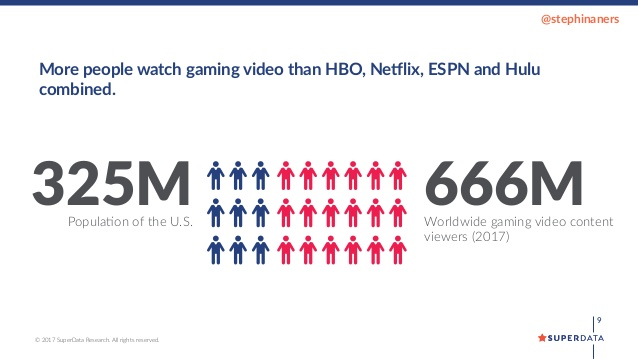 @stephinaners
More people watch gaming video than HBO, Netflix, ESPN and Hulu
combined.
325M
Population of the U.S.
666M
Worldwide gaming video content
viewers (2017)
9
© 2017 SuperData Research. All rights reserved.
SUPERDATA